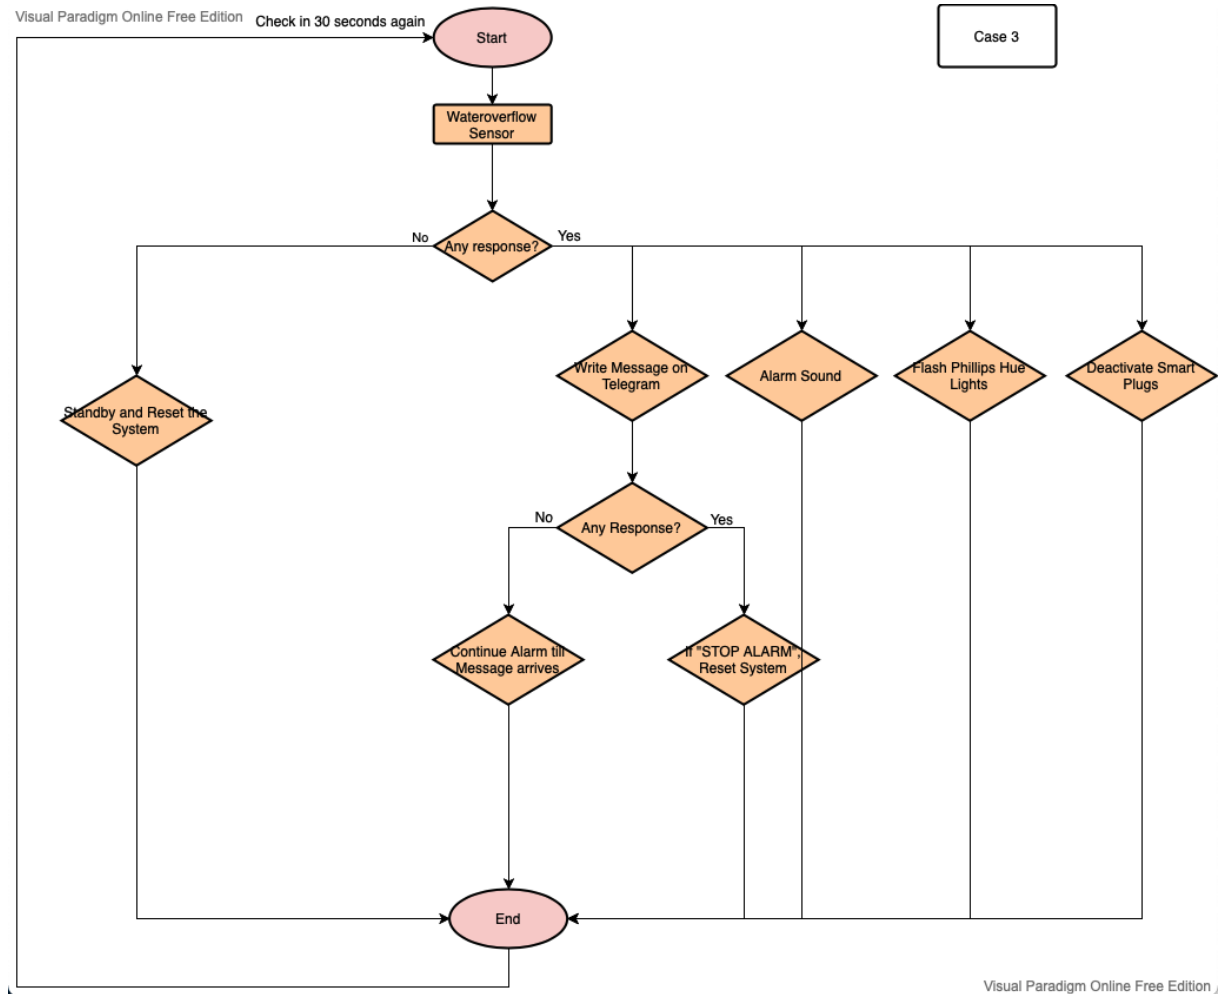 Visual Paradigm Online Free Edition
Check in 30 seconds again
Start
Case 3
Wateroverflow
Sensor
No
Any response?
Yes
Write Message on
Telegram
Alarm Sound
Flash Phillips Hue
Lights
Deactivate Smart
Plugs
Standby and Reset the
System
No
Any Response?
Yes
Continue Alarm till
Message arrives
If "STOP ALARM",
Reset System
End
Visual Paradigm Online Free Edition